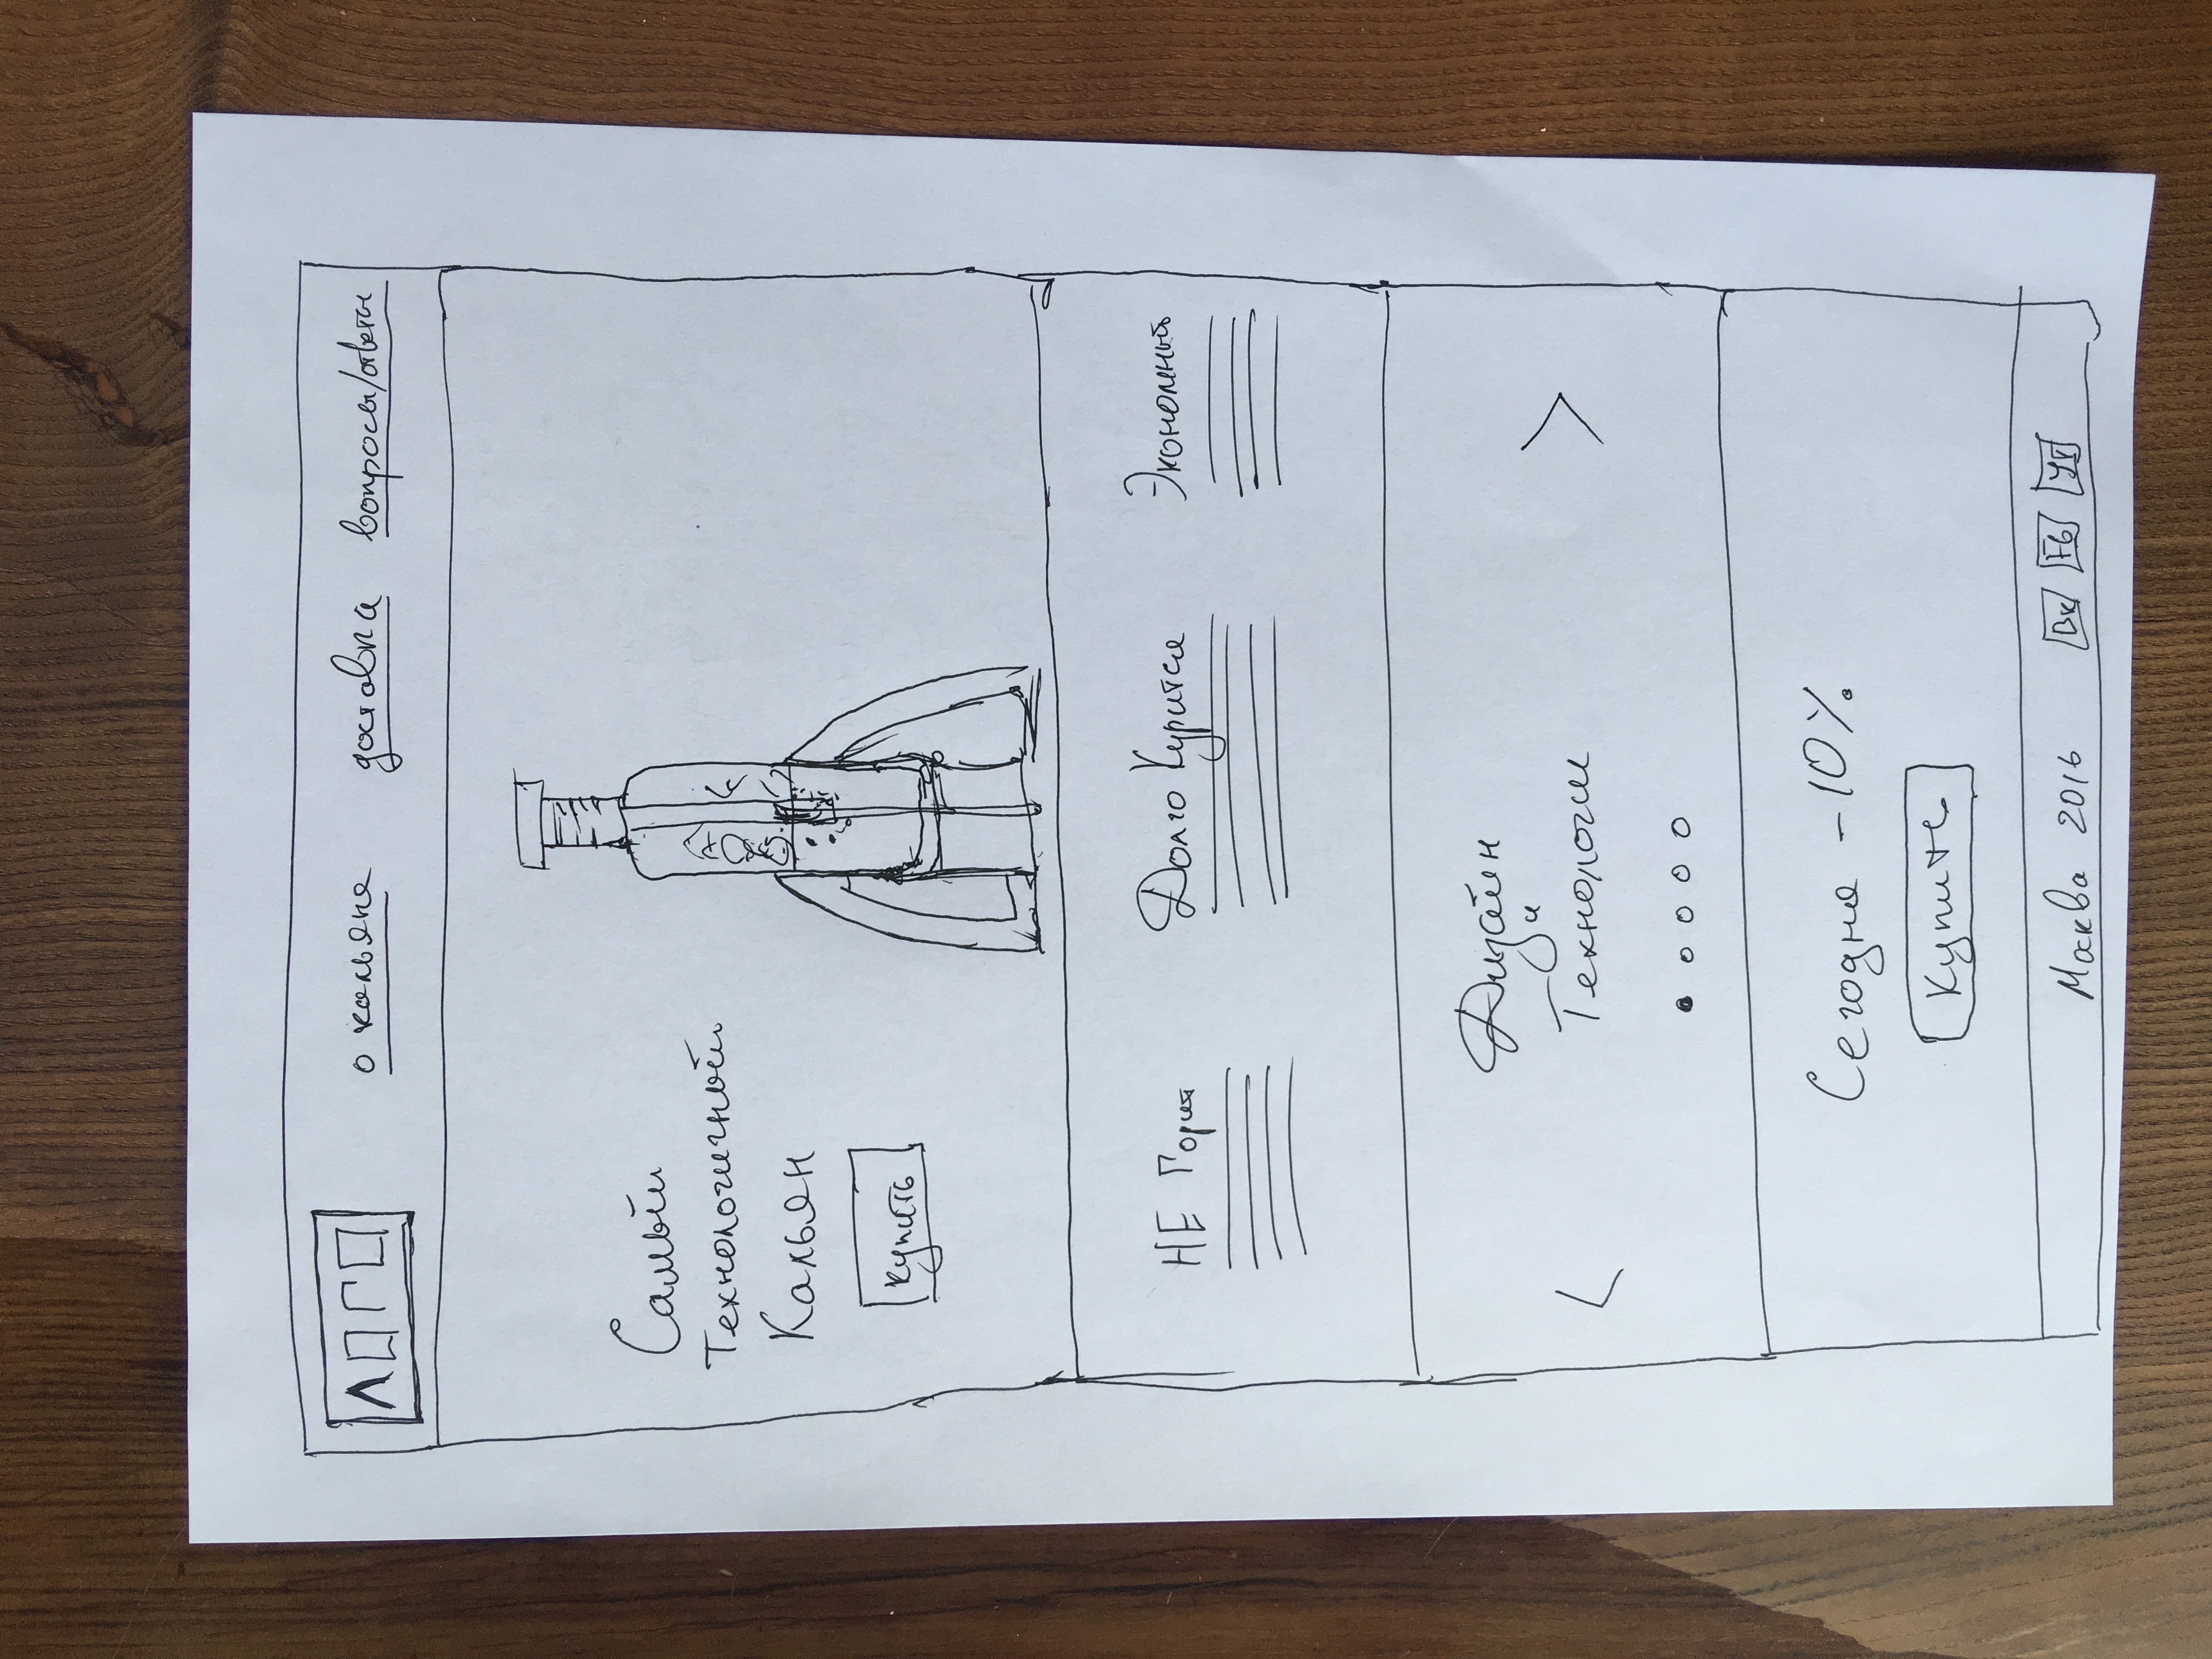 ЛОГО
о кальяне доставка вопросы/ответы
Самый
Технологичный
Кальян
купить
НЕ Горит Долго Курится Экономный
Дизайн
и
Технологии
Сегодня -10%
Купить
Москва 2016 Вк Fb YT